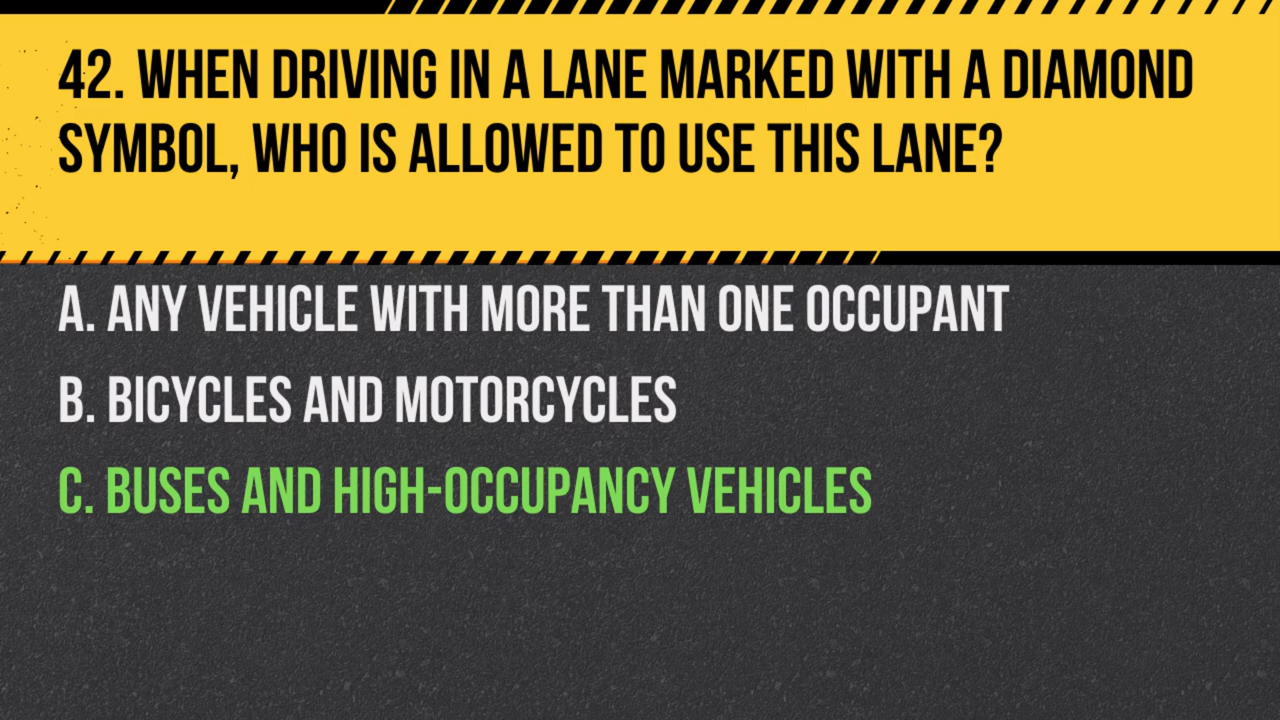 42. WHEN DRIVING IN A LANE MARKED WITH A DIAMOND
SYMBOL, WHO IS ALLOWED TO USE THIS LANE?
A. ANY VEHICLE WITH MORE THAN ONE OCCUPANT
B. BICYCLES AND MOTORCYCLES
C. BUSES AND HIGH-OCCUPANCY VEHICLES